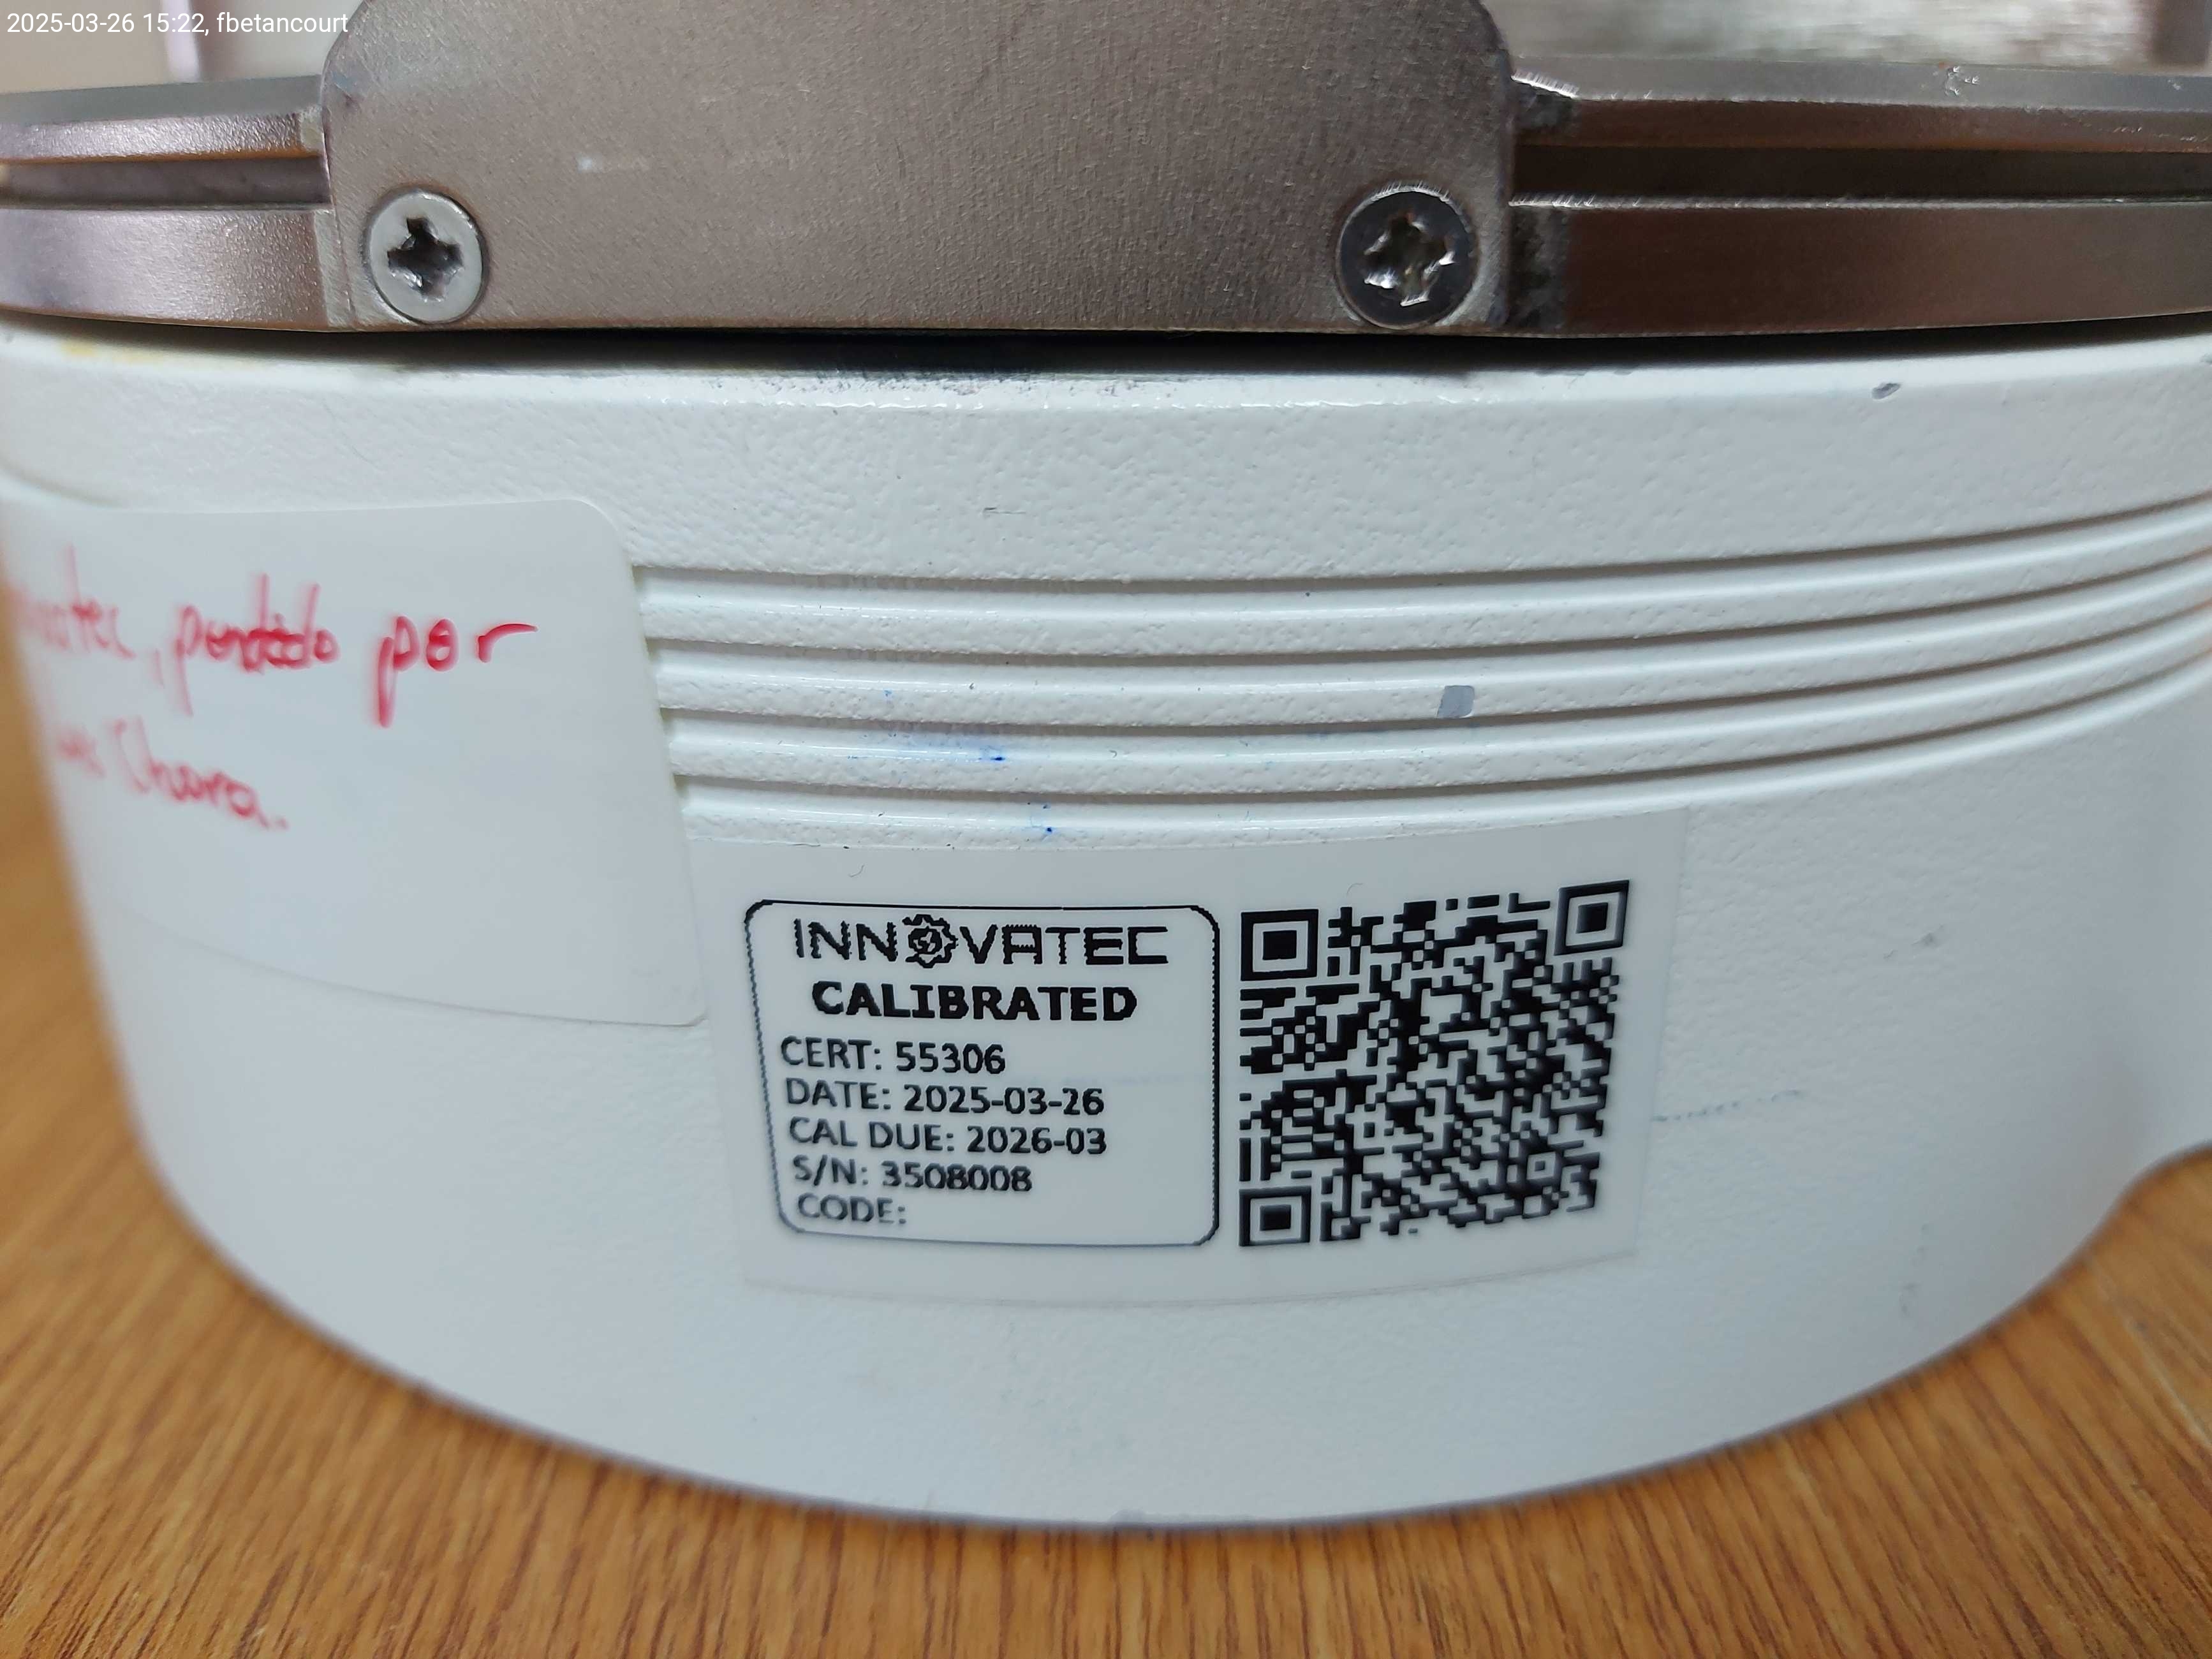 2025-03-26 15:22, fbetancourt
por
Chara.
INNOVATEC
CALIBRATED
CERT: 55306
DATE: 2025-03-26
CAL DUE: 2026-03
S/N: 3508008
CODE: